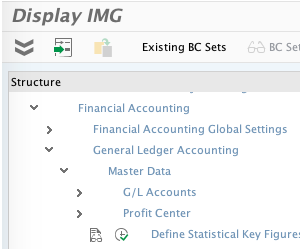 Display IMG
Existing BC Sets BC Se
Structure
Financial Accounting
Financial Accounting Global Settings
General Ledger Accounting
Master Data
G/L Accounts
Profit Center
Define Statistical Key Figures